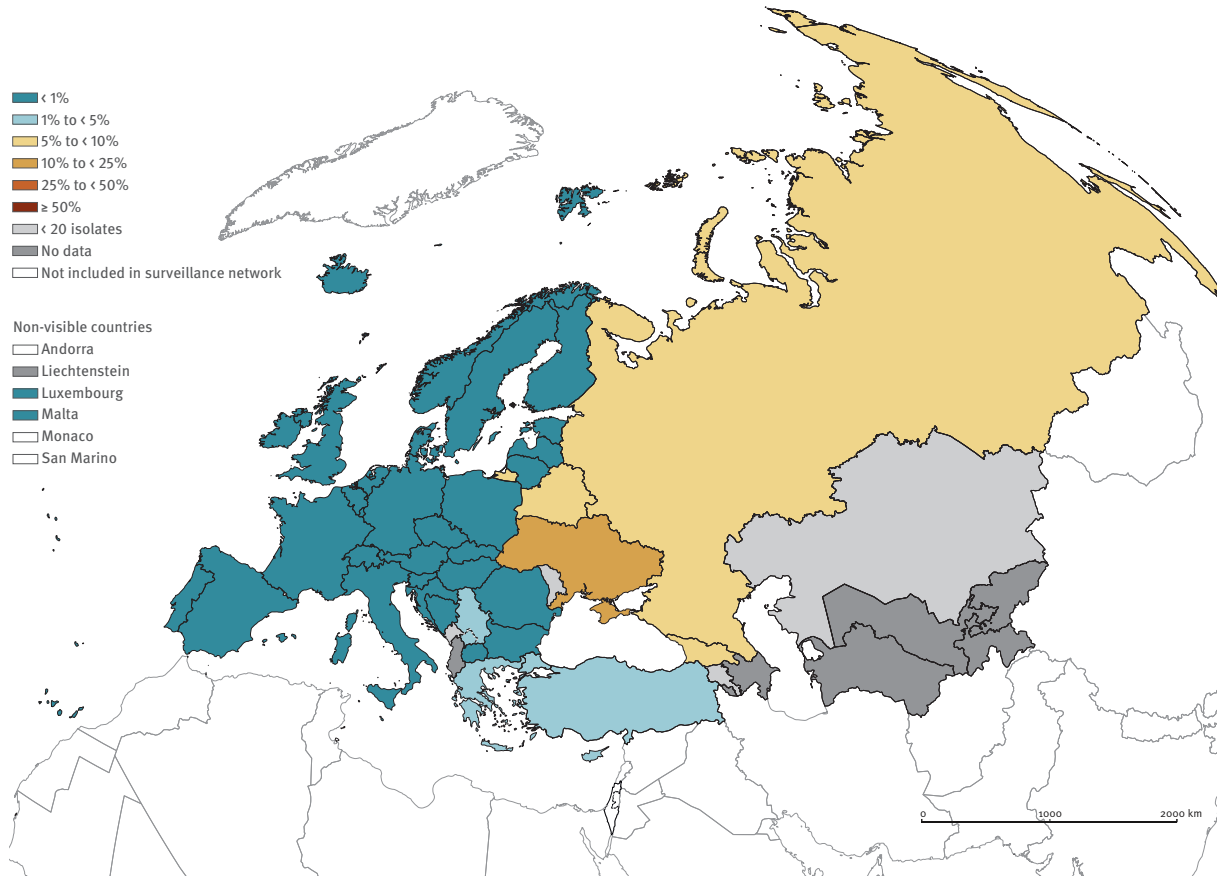 < 1%
1% to < 5%
5% to < 10%
10% to < 25%
25% to < 50%
≥ 50%
< 20 isolates
No data
Not included in surveillance network
Non-visible countries
Andorra
Liechtenstein
Luxembourg
Malta
Monaco
San Marino
0 1000 2000 km